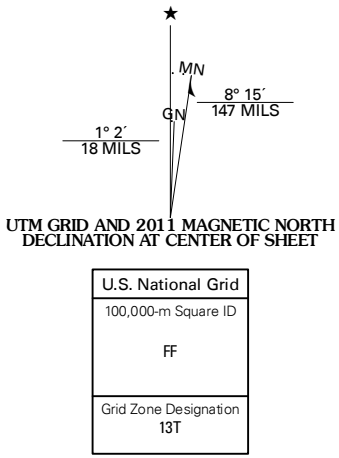 MN
GN
8° 15´
147 MILS
1° 2´
18 MILS
UTM GRID AND 2011 MAGNETIC NORTH
DECLINATION AT CENTER OF SHEET
U.S. National Grid
100,000-m Square ID
FF
Grid Zone Designation
13T